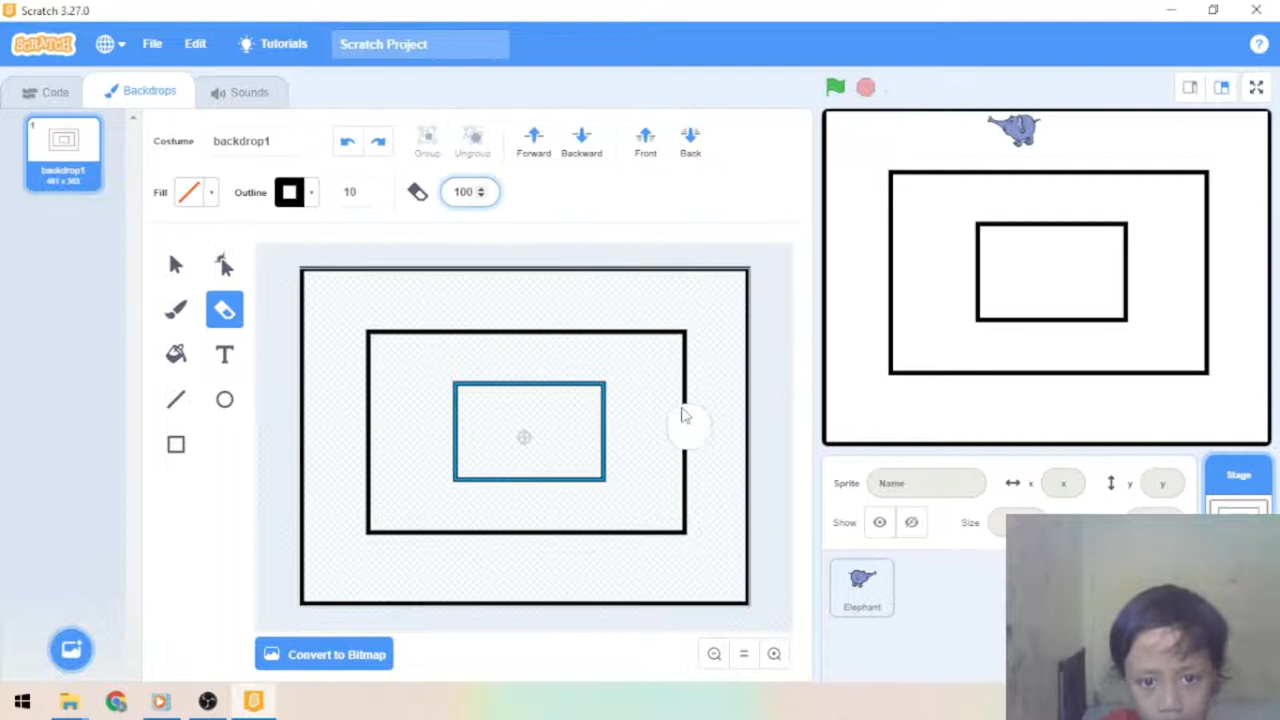 Scratch 3.27.0
SCRATCH File Edit Tutorials Scratch Project ?
Code Backdrops Sounds
1
backdrop1
Costume backdrop1 Group Ungroup Forward Backward Front Back
Fill Outline 10 100
T
Convert to Bitmap
Sprite Name x x y y
Show Size
Elephant
Stage